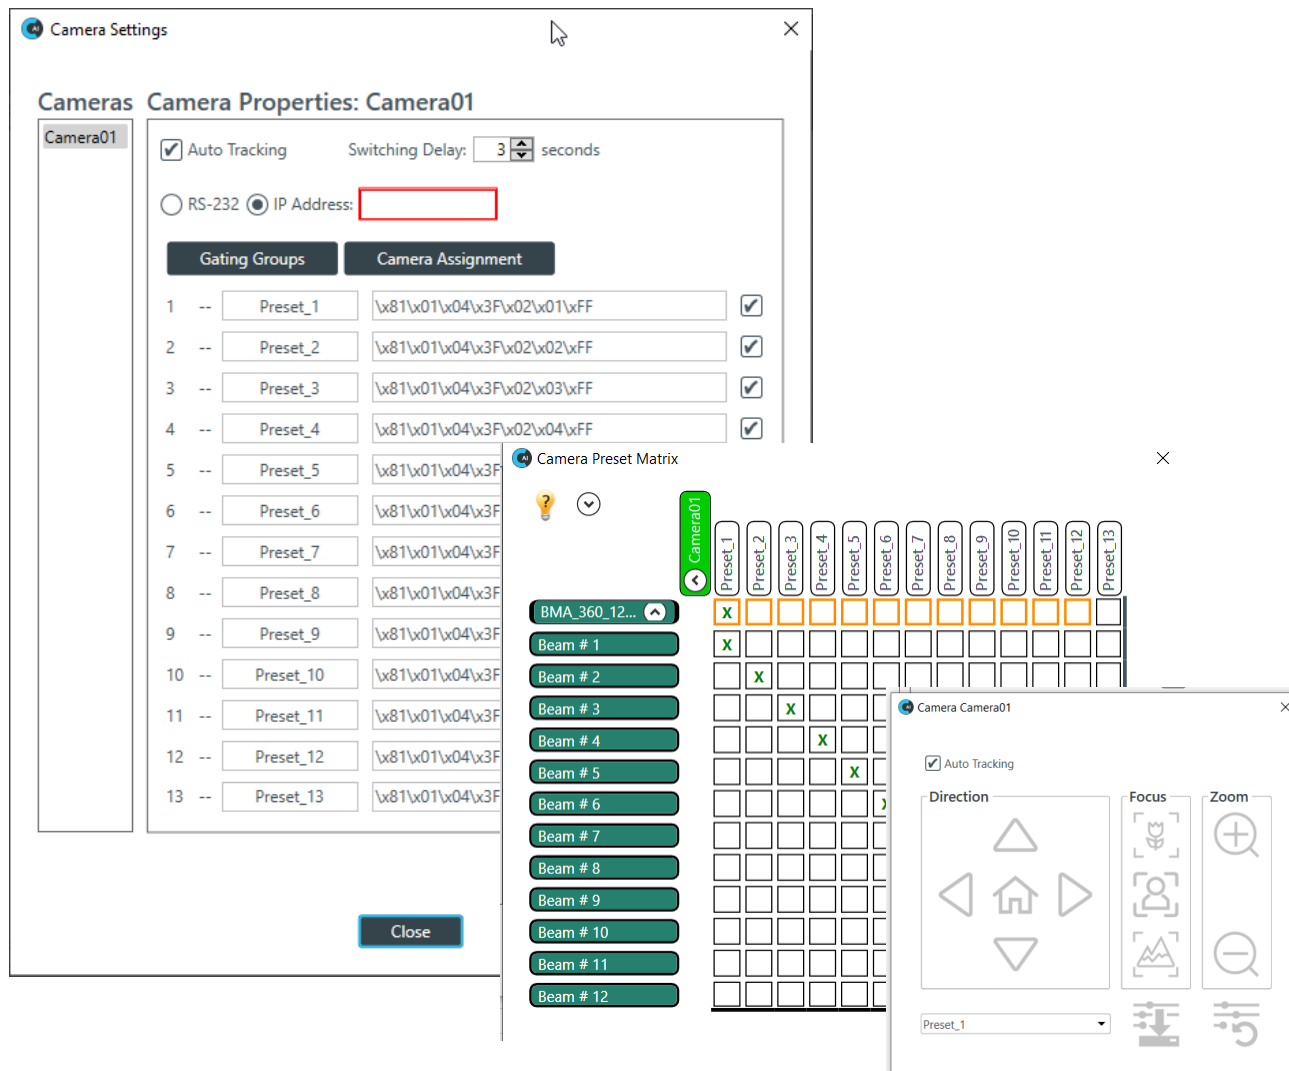 Camera Settings
Cameras
Camera01
Camera Properties: Camera01
Auto Tracking
Switching Delay: 3 seconds
RS-232 IP Address:
Gating Groups Camera Assignment
1 -- Preset_1 \x81\x01\x04\x3F\x02\x01\xFF
2 -- Preset_2 \x81\x01\x04\x3F\x02\x02\xFF
3 -- Preset_3 \x81\x01\x04\x3F\x02\x03\xFF
4 -- Preset_4 \x81\x01\x04\x3F\x02\x04\xFF
5 -- Preset_5 \x81\x01\x04\x3F
6 -- Preset_6 \x81\x01\x04\x3F
7 -- Preset_7 \x81\x01\x04\x3F
8 -- Preset_8 \x81\x01\x04\x3F
9 -- Preset_9 \x81\x01\x04\x3F
10 -- Preset_10 \x81\x01\x04\x3F
11 -- Preset_11 \x81\x01\x04\x3F
12 -- Preset_12 \x81\x01\x04\x3F
13 -- Preset_13 \x81\x01\x04\x3F
Close
Camera Preset Matrix
?
Camera01
Preset_1
Preset_2
Preset_3
Preset_4
Preset_5
Preset_6
Preset_7
Preset_8
Preset_9
Preset_10
Preset_11
Preset_12
Preset_13
BMA_360_12... X
Beam # 1 X
Beam # 2 X
Beam # 3 X
Beam # 4 X
Beam # 5 X
Beam # 6
Beam # 7
Beam # 8
Beam # 9
Beam # 10
Beam # 11
Beam # 12
Camera Camera01
Auto Tracking
Direction
Focus
Zoom
Preset_1